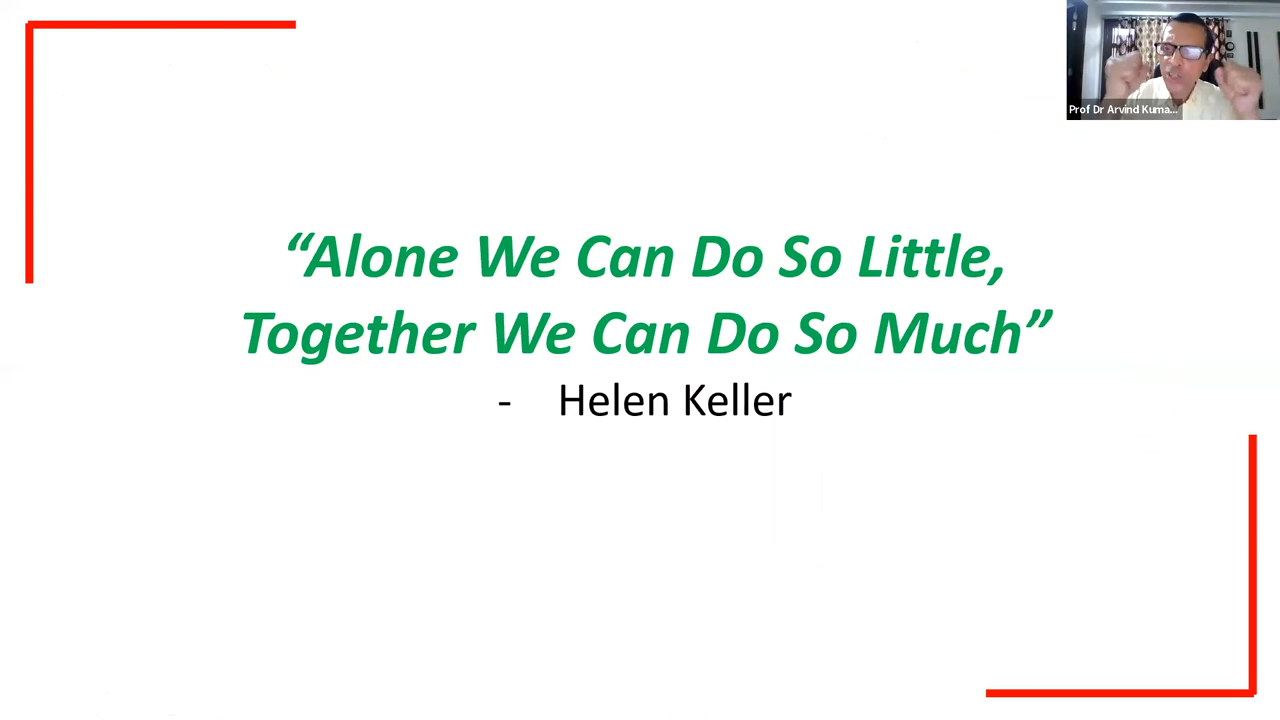 Prof Dr Arvind Kuma...
“Alone We Can Do So Little,
Together We Can Do So Much”
- Helen Keller